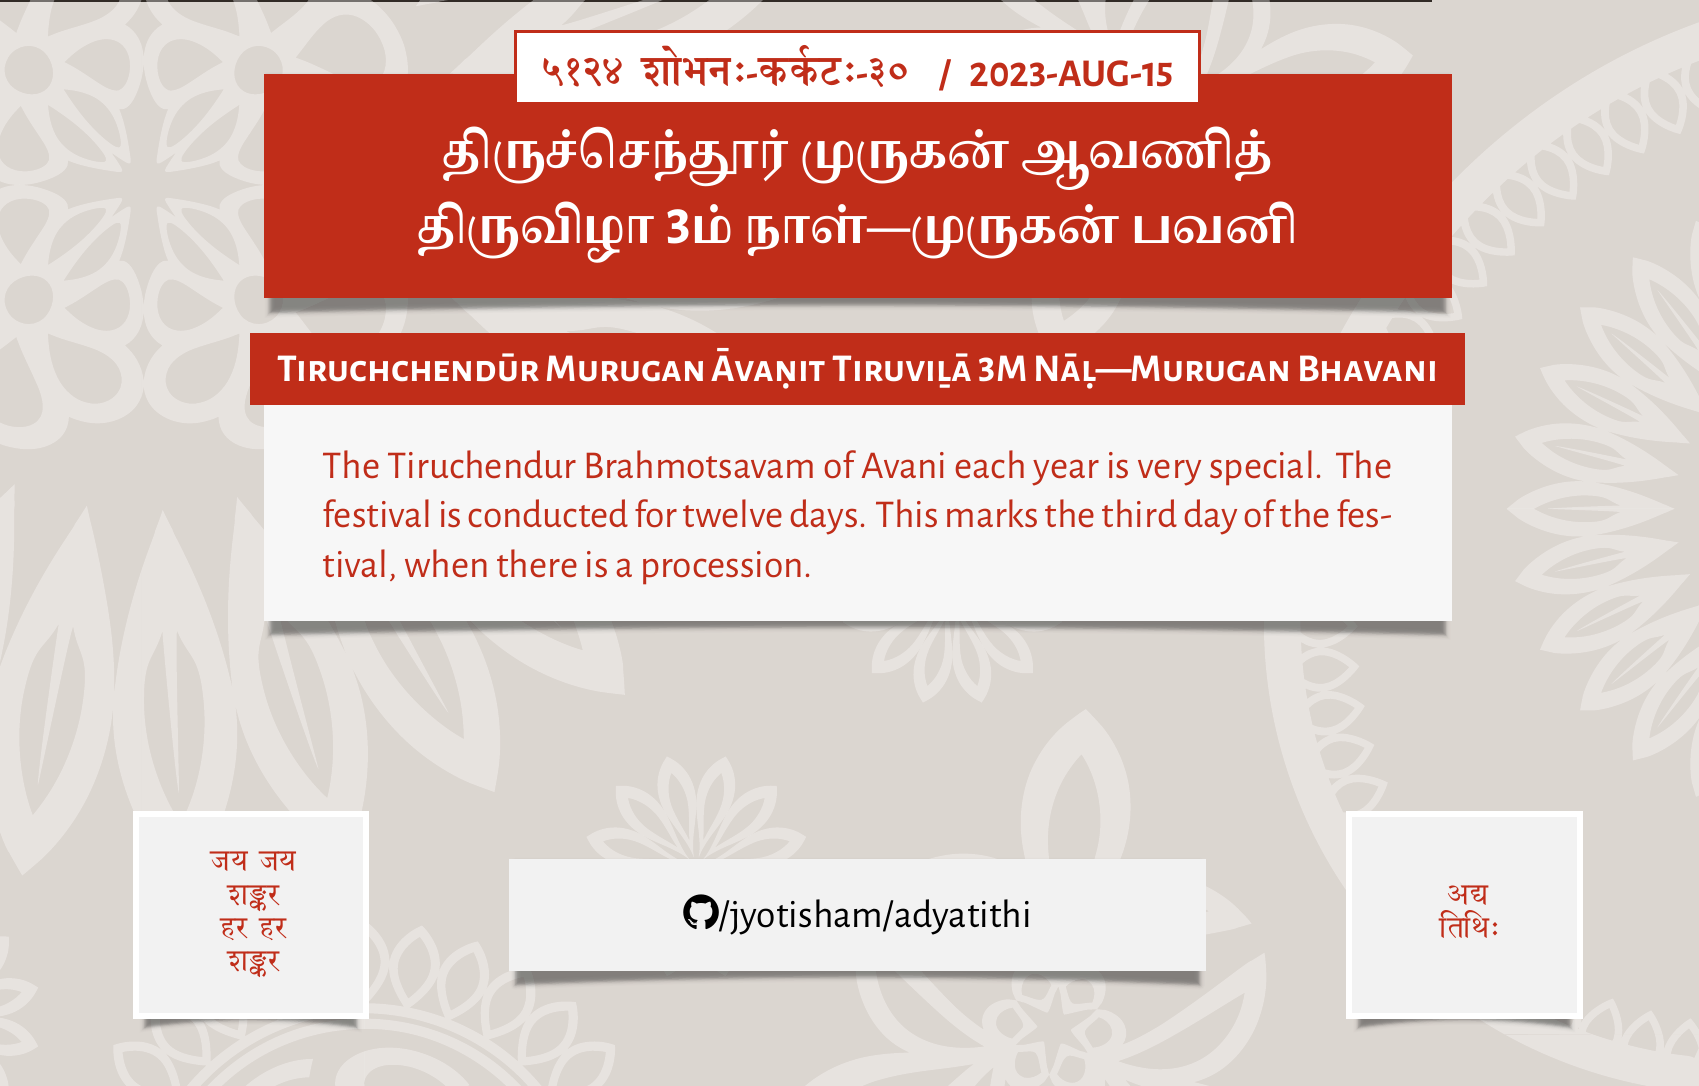 ५१२४ शोभनः-कर्कटः-३० / 2023-AUG-15
திருச்செந்தூர் முருகன் ஆவணித்
திருவிழா 3ம் நாள்—முருகன் பவனி
Tiruchchendūr Murugan Āvaṇit Tiruviḻā 3m Nāḷ—Murugan Bhavani
The Tiruchendur Brahmotsavam of Avani each year is very special. The
festival is conducted for twelve days. This marks the third day of the fes-
tival, when there is a procession.
जय जय
शङ्कर
हर हर
शङ्कर
/jyotisham/adyatithi
अद्य
तिथिः